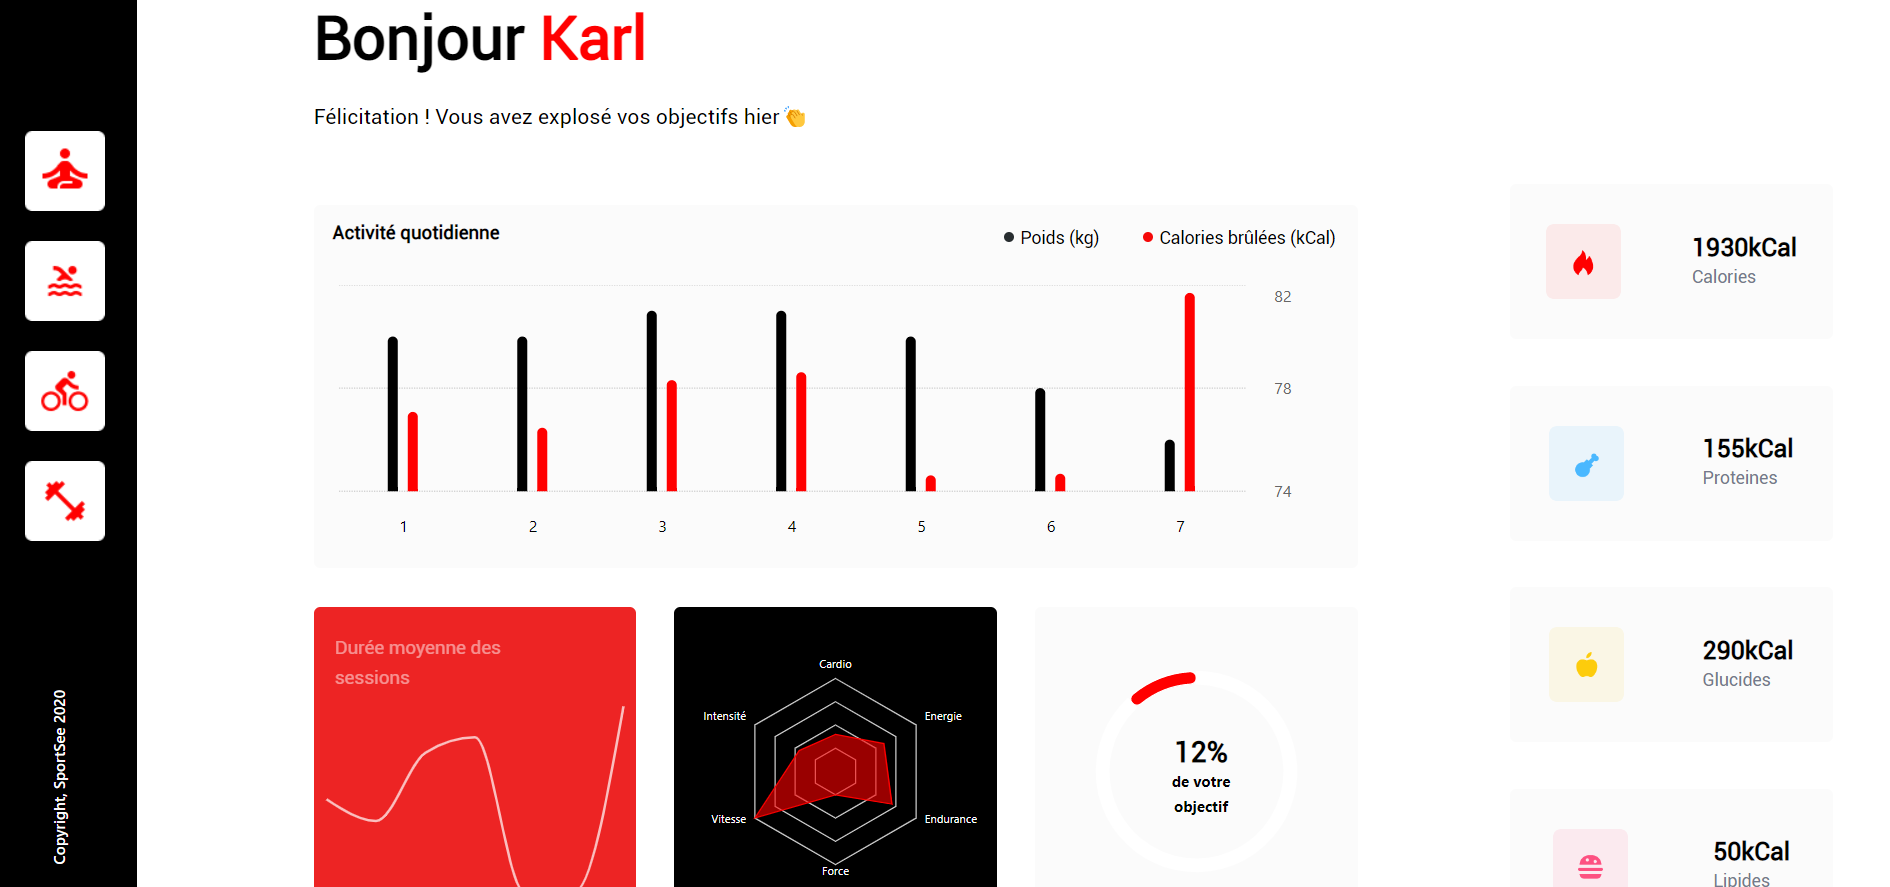 Bonjour Karl
Félicitation ! Vous avez explosé vos objectifs hier 👏
Activité quotidienne
Poids (kg)
Calories brûlées (kCal)
82
78
74
1 2 3 4 5 6 7
Durée moyenne des
sessions
Cardio
Energie
Endurance
Force
Vitesse
Intensité
12%
de votre
objectif
1930kCal
Calories
155kCal
Proteines
290kCal
Glucides
50kCal
Lipides
Copyright, SportSee 2020